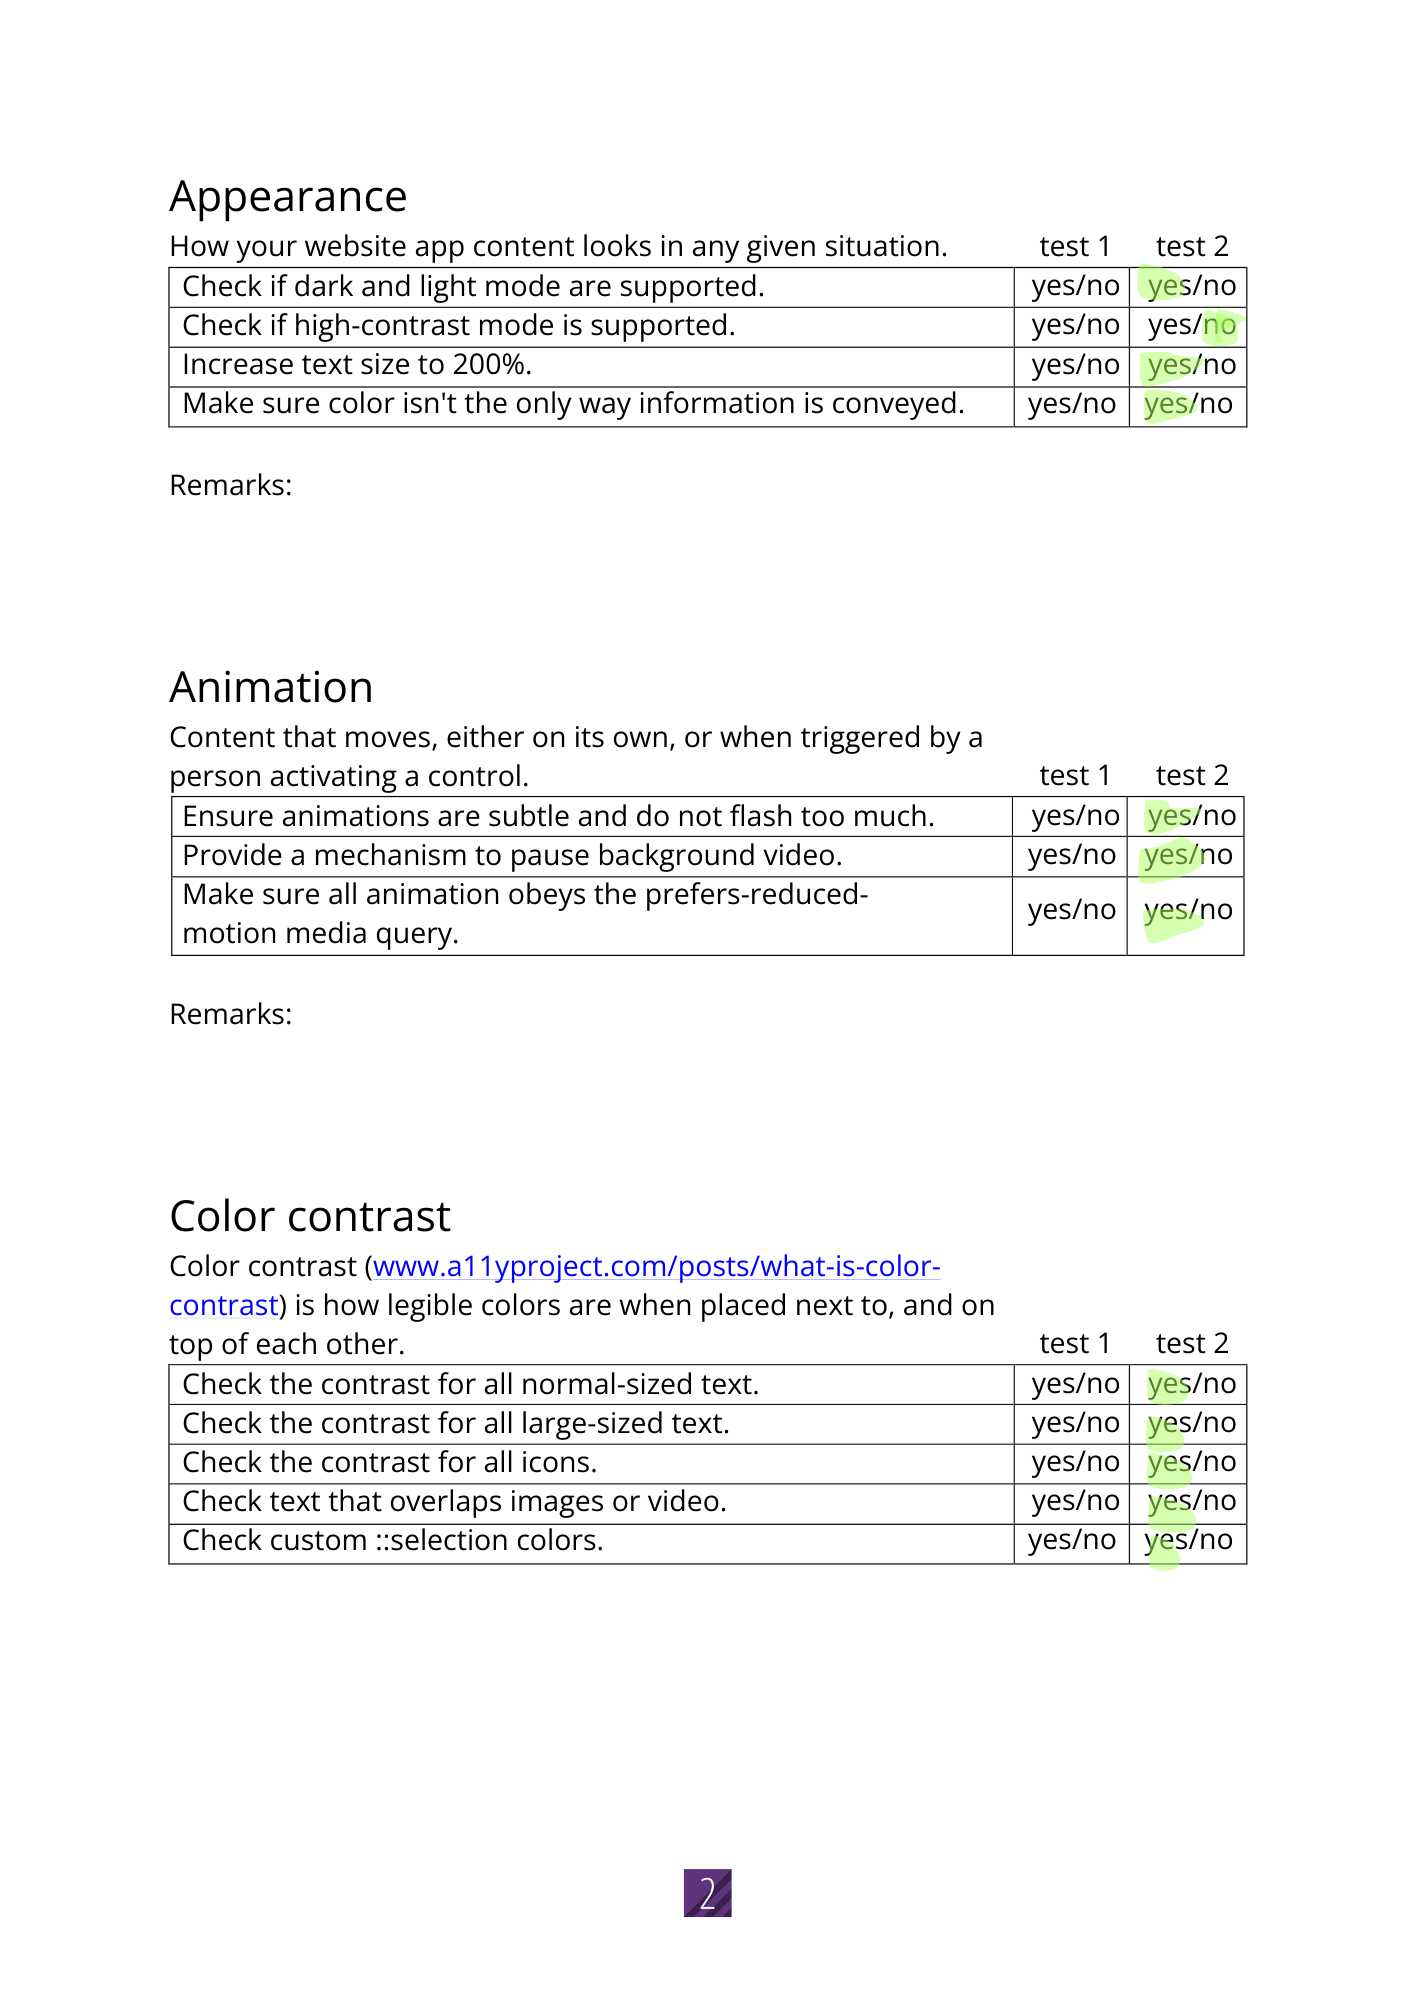 Appearance
How your website app content looks in any given situation. test 1 test 2
Check if dark and light mode are supported. yes/no yes/no
Check if high-contrast mode is supported. yes/no yes/no
Increase text size to 200%. yes/no yes/no
Make sure color isn't the only way information is conveyed. yes/no yes/no
Remarks:
Animation
Content that moves, either on its own, or when triggered by a
person activating a control. test 1 test 2
Ensure animations are subtle and do not flash too much. yes/no yes/no
Provide a mechanism to pause background video. yes/no yes/no
Make sure all animation obeys the prefers-reduced-
motion media query. yes/no yes/no
Remarks:
Color contrast
Color contrast (www.a11yproject.com/posts/what-is-color-
contrast) is how legible colors are when placed next to, and on
top of each other. test 1 test 2
Check the contrast for all normal-sized text. yes/no yes/no
Check the contrast for all large-sized text. yes/no yes/no
Check the contrast for all icons. yes/no yes/no
Check text that overlaps images or video. yes/no yes/no
Check custom ::selection colors. yes/no yes/no
2